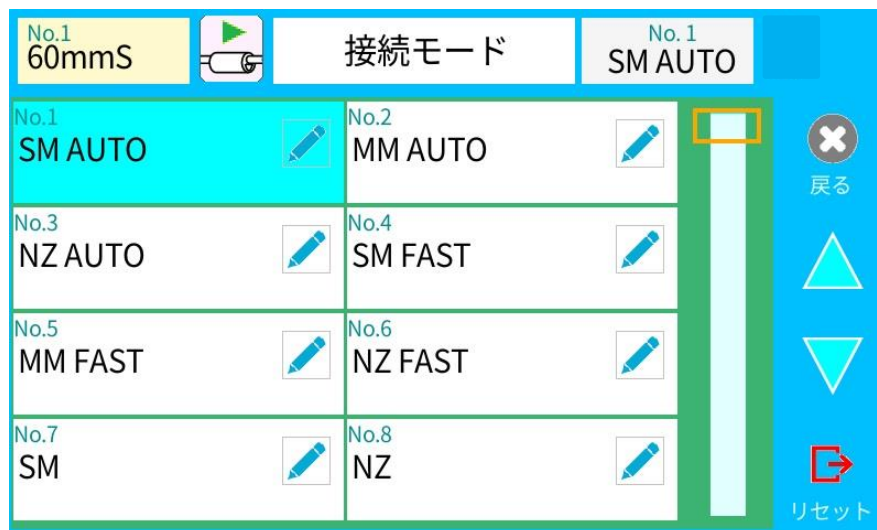 No.1
60mmS
接続モード
No. 1
SM AUTO
No.1
SM AUTO
No.2
MM AUTO
戻る
No.3
NZ AUTO
No.4
SM FAST
No.5
MM FAST
No.6
NZ FAST
No.7
SM
No.8
NZ
リセット